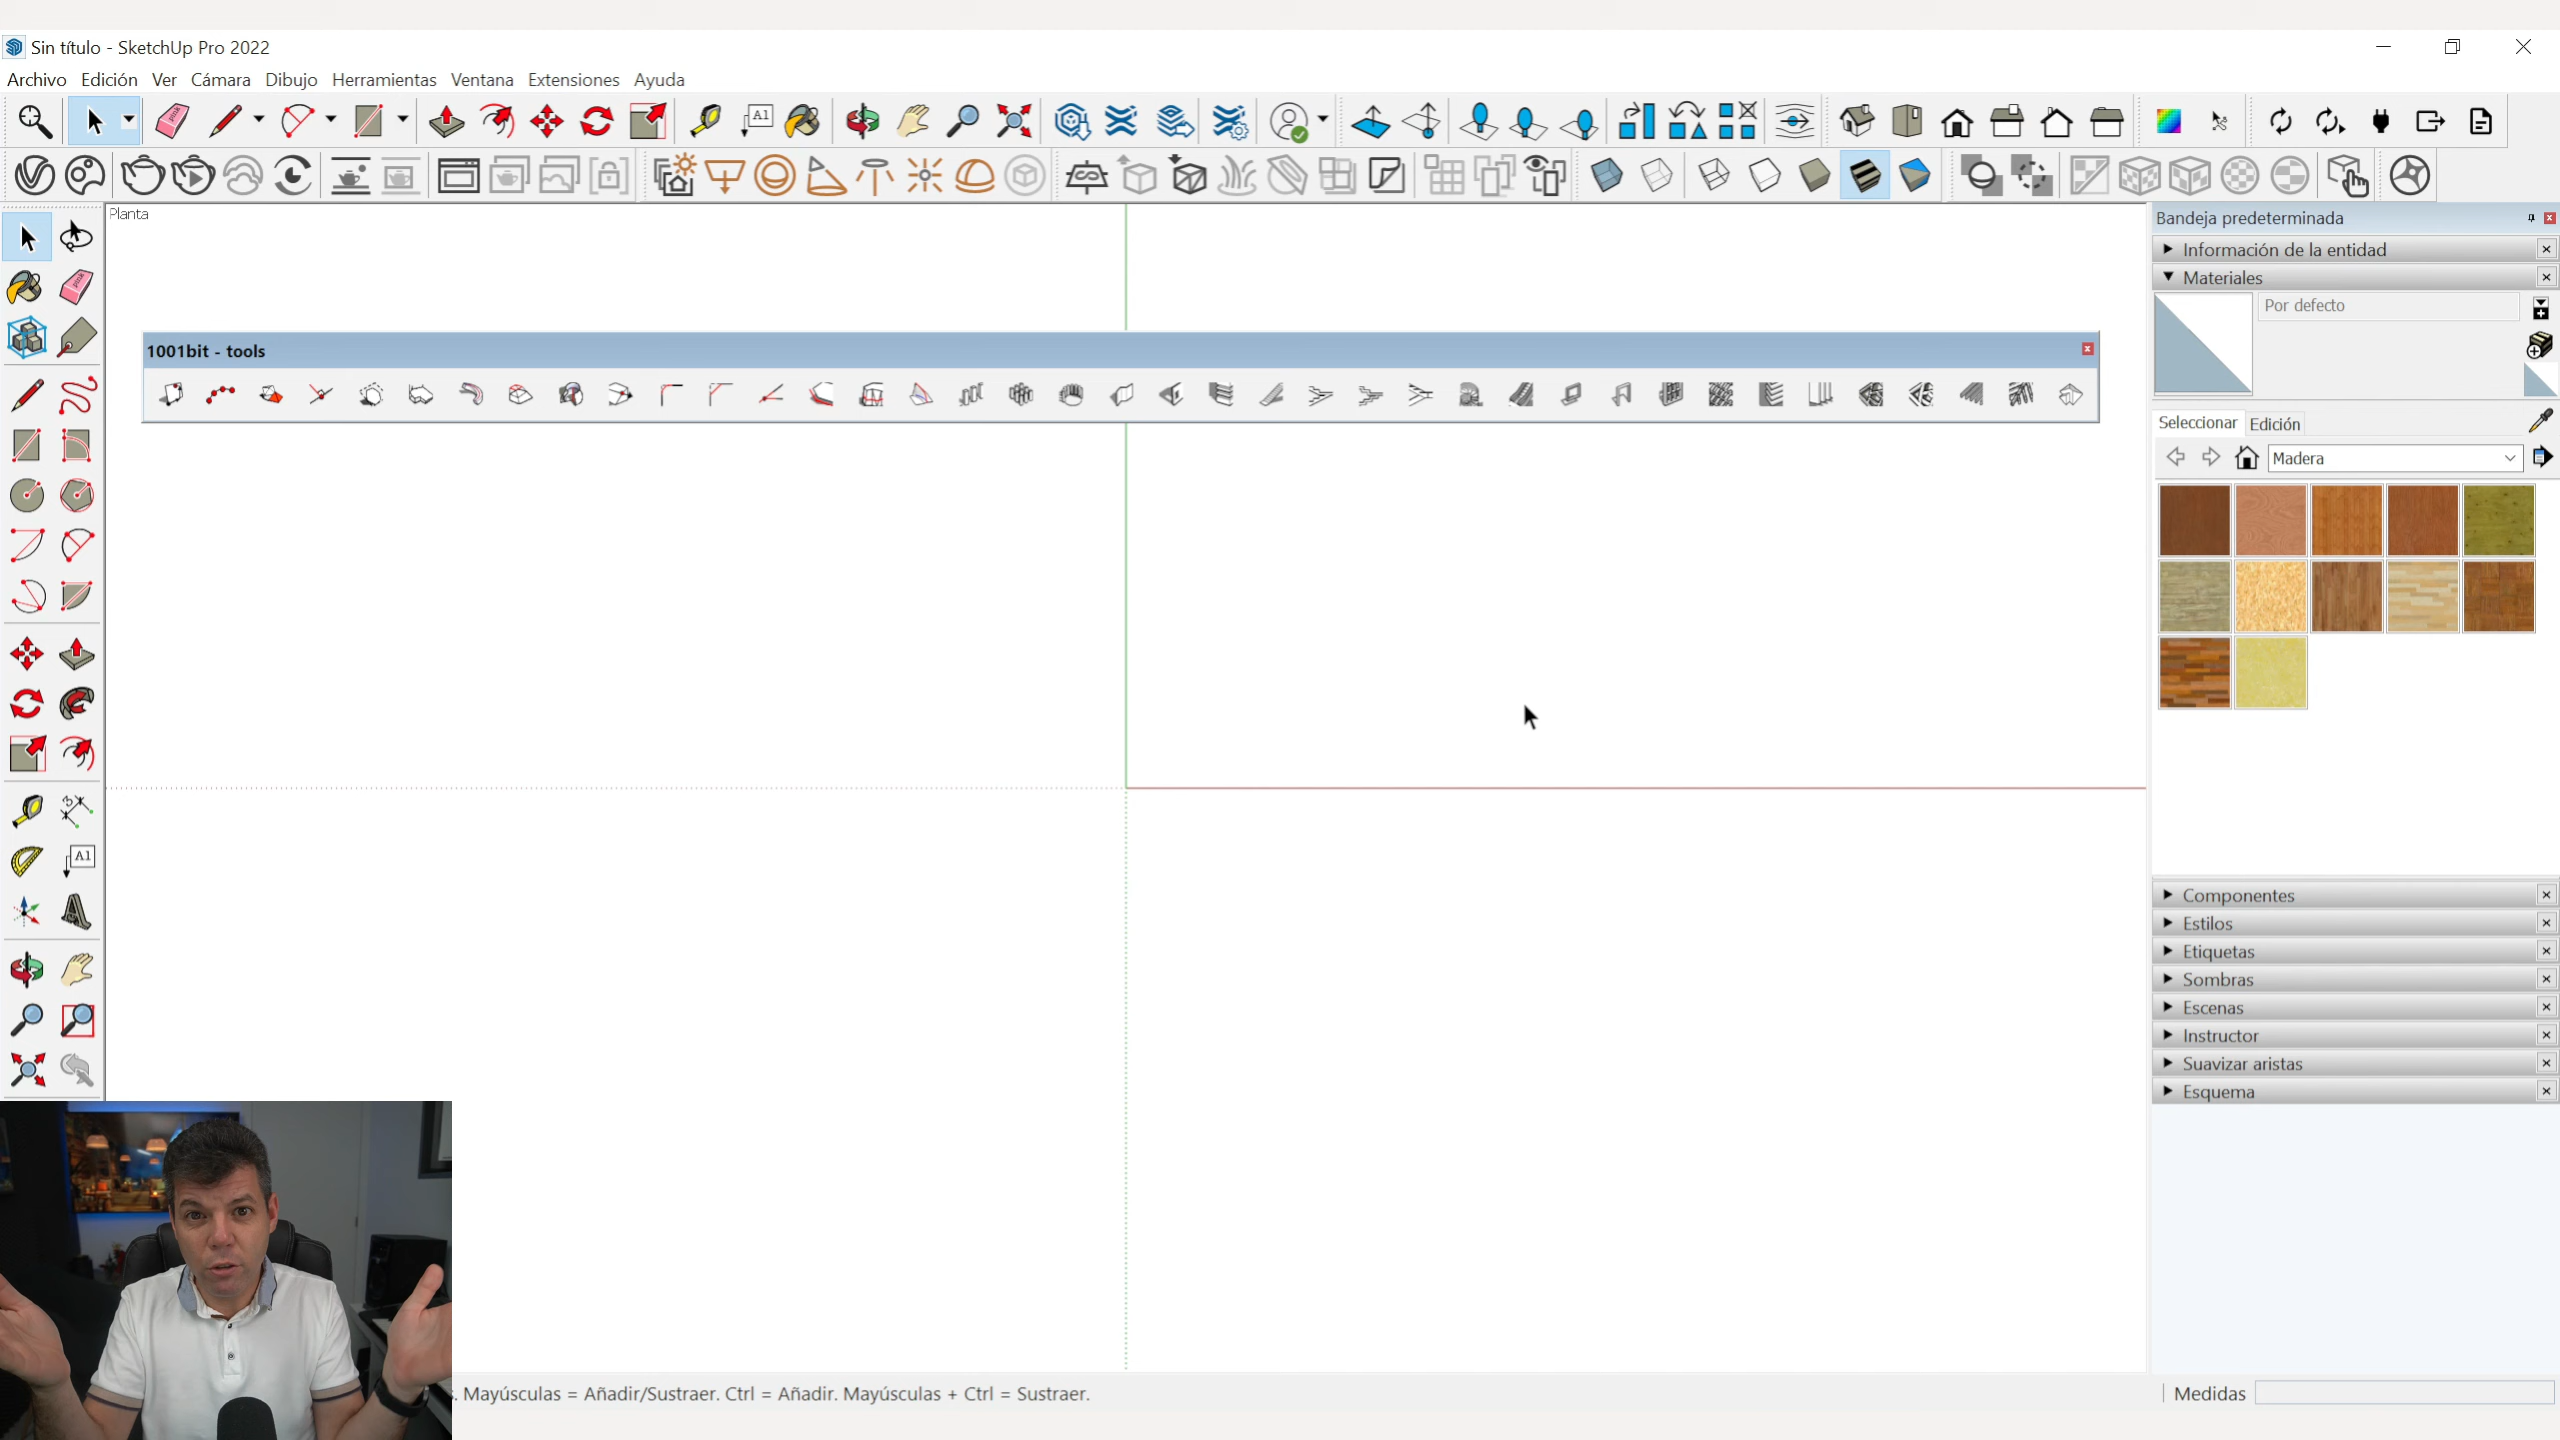 Sin título - SketchUp Pro 2022
Archivo Edición Ver Cámara Dibujo Herramientas Ventana Extensiones Ayuda
A1
Planta
Bandeja predeterminada
Información de la entidad
Materiales
Por defecto
1001bit - tools
Seleccionar Edición
Madera
A1
Componentes
Estilos
Etiquetas
Sombras
Escenas
Instructor
Suavizar aristas
Esquema
. Mayúsculas = Añadir/Sustraer. Ctrl = Añadir. Mayúsculas + Ctrl = Sustraer.
Medidas